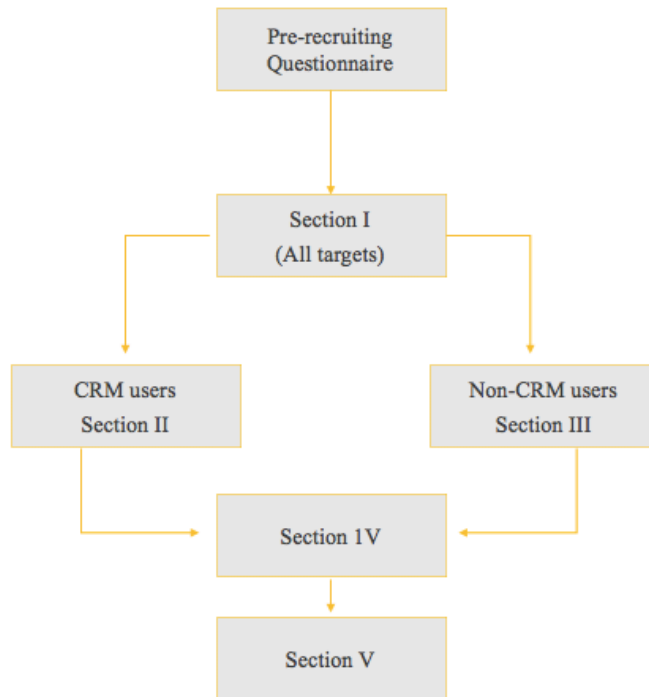 Pre-recruiting
Questionnaire
Section I
(All targets)
CRM users
Section II
Non-CRM users
Section III
Section 1V
Section V